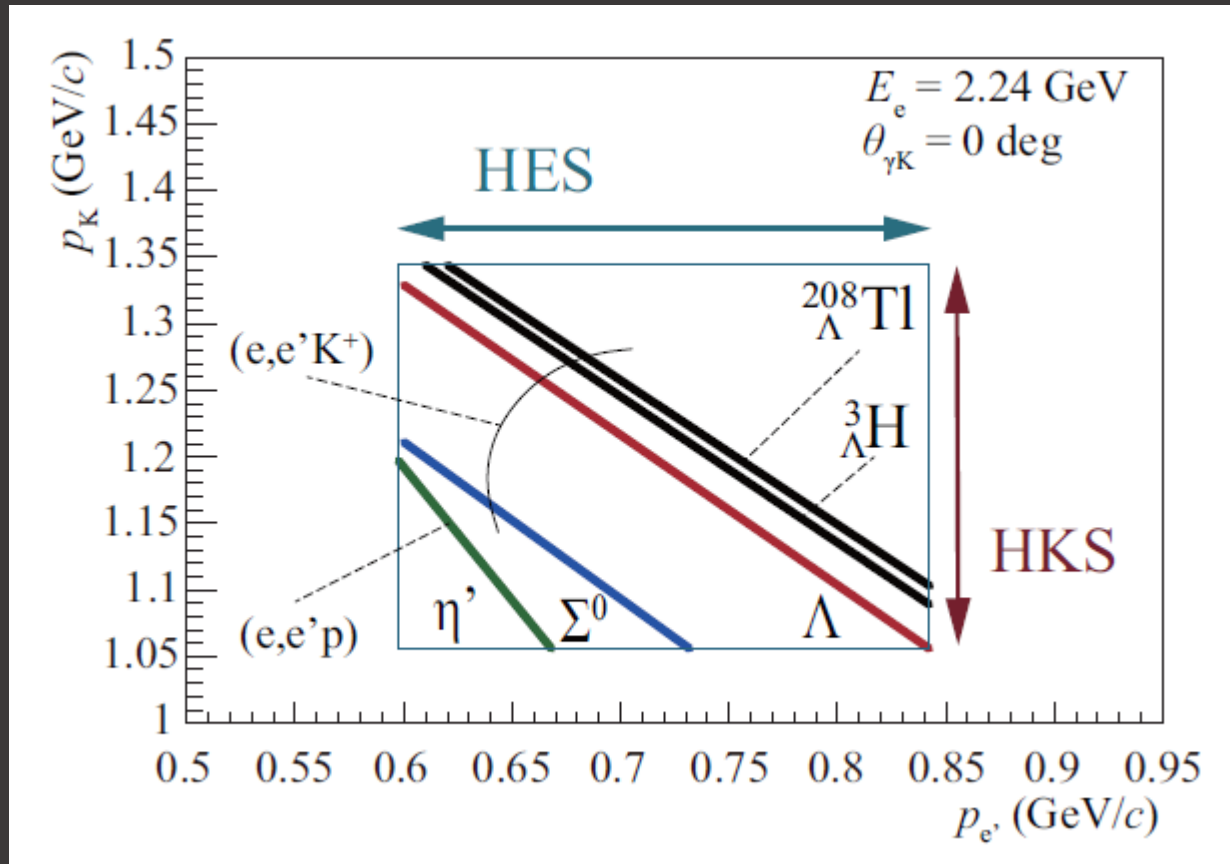 1.5
1.45
1.4
1.35
1.3
1.25
1.2
1.15
1.1
1.05
1
p_K (GeV/c)
E_e = 2.24 GeV
θ_γK = 0 deg
HES
²⁰⁸_ΛTl
(e,e’K⁺)
³_ΛH
HKS
η’
Σ⁰
Λ
(e,e’p)
0.5 0.55 0.6 0.65 0.7 0.75 0.8 0.85 0.9 0.95
p_e’ (GeV/c)